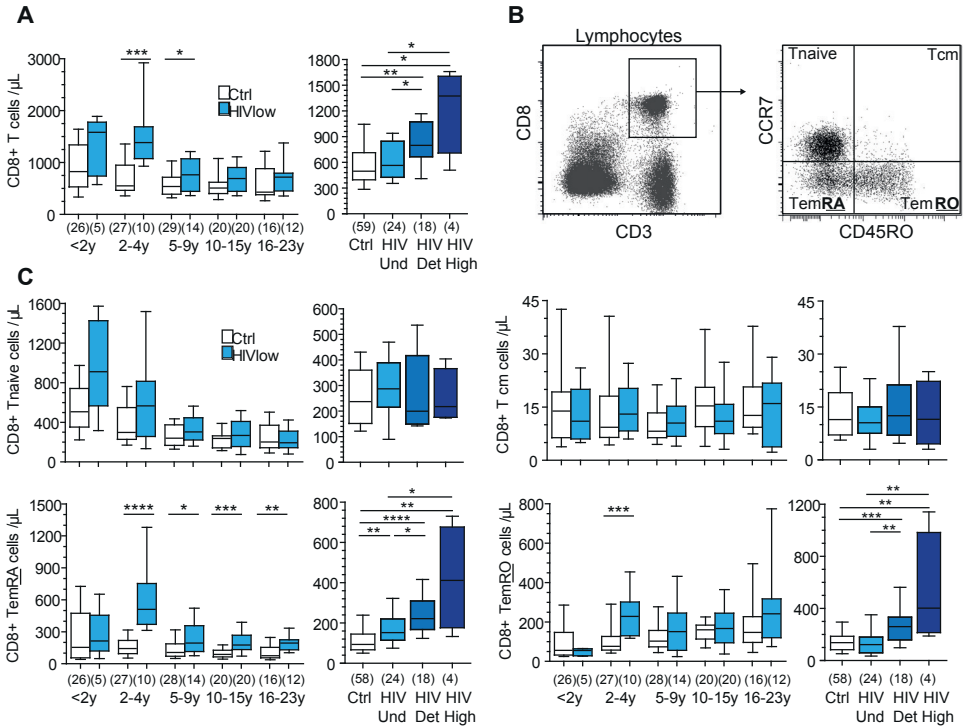 A
CD8+ T cells /µL
3000
2000
1000
0
Ctrl
HIVlow
***
*
(26)(5) (27)(10) (29)(14) (20)(20) (16)(12)
<2y 2-4y 5-9y 10-15y 16-23y
1800
1500
1200
900
600
300
0
*
*
**
*
(59) (24) (18) (4)
Ctrl HIV HIV HIV
Und Det High
B
Lymphocytes
CD8
CD3
Tnaive Tcm
CCR7
TemRA Tem RO
CD45RO
C
CD8+ Tnaive cells /µL
1600
1200
800
400
0
Ctrl
HIVlow
600
500
400
300
200
100
0
CD8+ T cm cells /µL
45
30
15
0
45
30
15
0
CD8+ TemRA cells /µL
1500
1200
900
600
300
0
****
*
***
**
(26)(5) (27)(10) (28)(14) (20)(20) (16)(12)
<2y 2-4y 5-9y 10-15y 16-23y
800
600
400
200
0
*
**
****
** *
(58) (24) (18) (4)
Ctrl HIV HIV HIV
Und Det High
CD8+ TemRO cells /µL
800
600
400
200
0
***
(26)(5) (27)(10) (28)(14) (20)(20) (16)(12)
<2y 2-4y 5-9y 10-15y 16-23y
1200
900
600
300
0
**
**
***
**
(58) (24) (18) (4)
Ctrl HIV HIV HIV
Und Det High